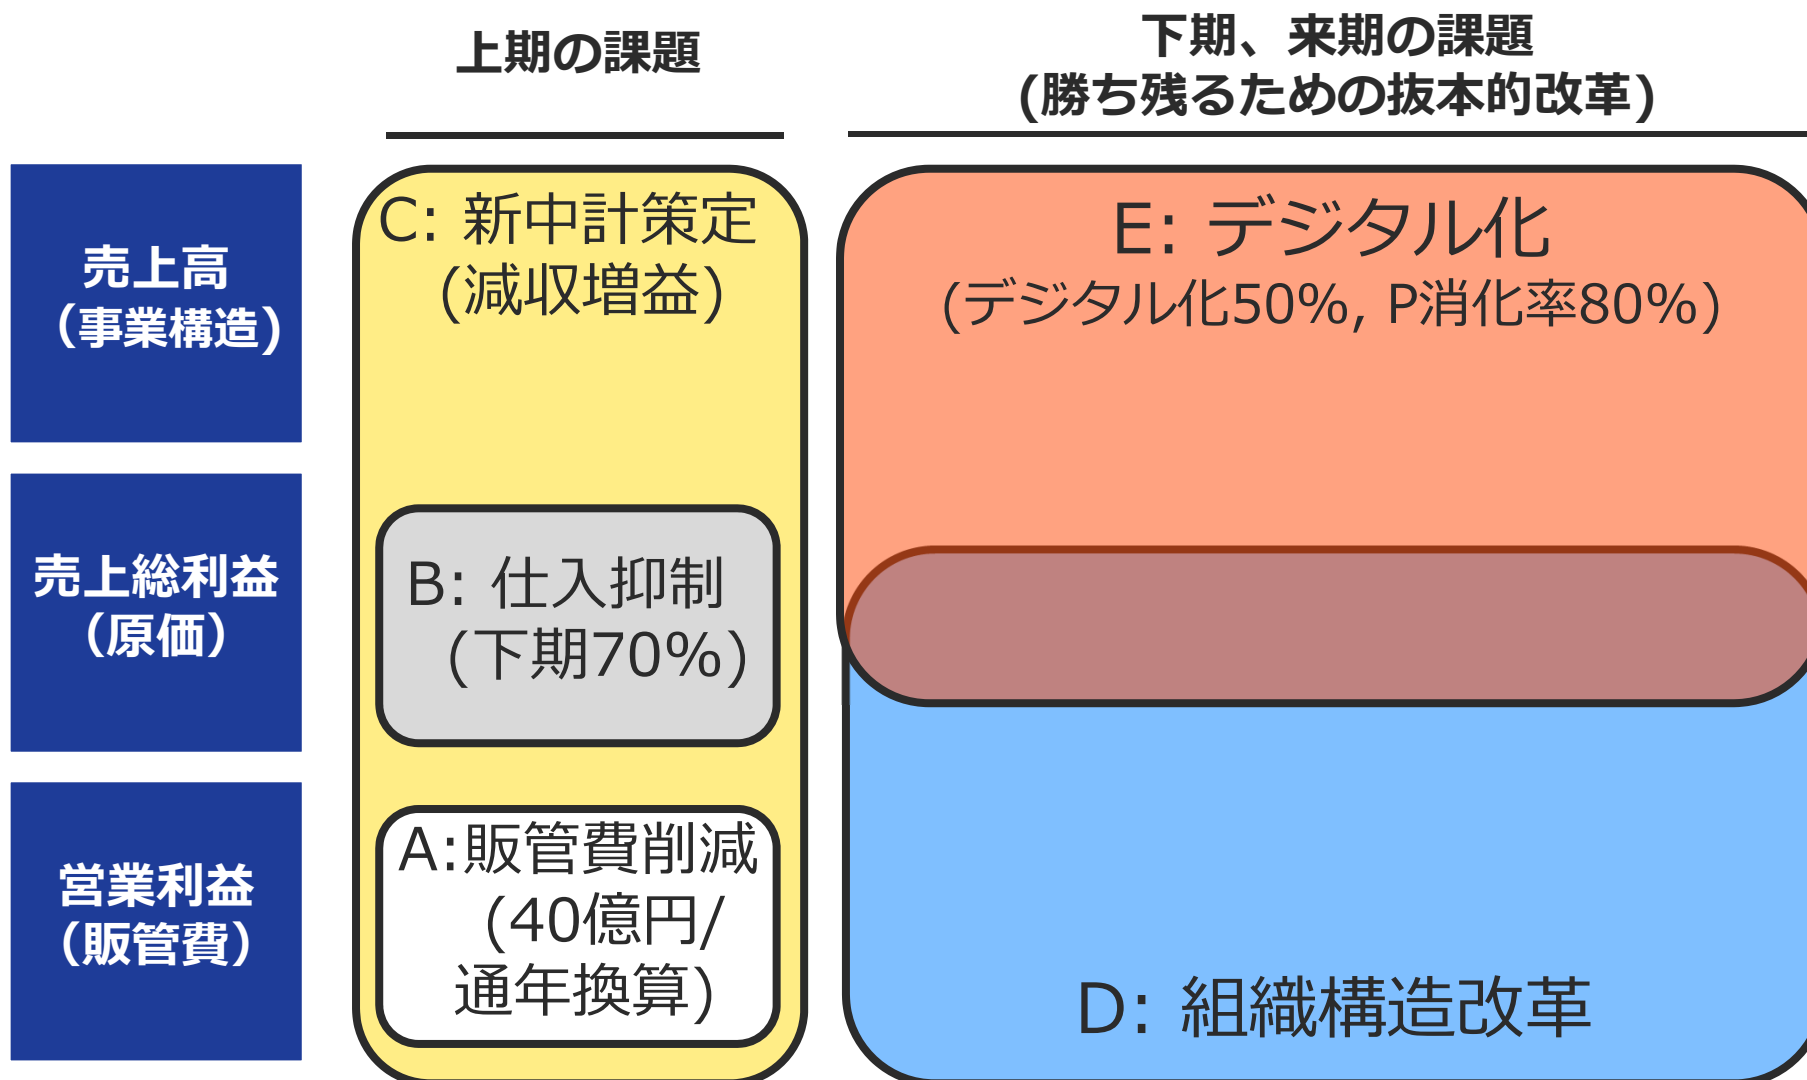 上期の課題
下期、来期の課題
(勝ち残るための抜本的改革)
売上高
（事業構造)
C: 新中計策定
(減収増益)
E: デジタル化
(デジタル化50%, P消化率80%)
売上総利益
（原価）
B: 仕入抑制
(下期70%)
営業利益
（販管費）
A:販管費削減
(40億円/
通年換算)
D: 組織構造改革